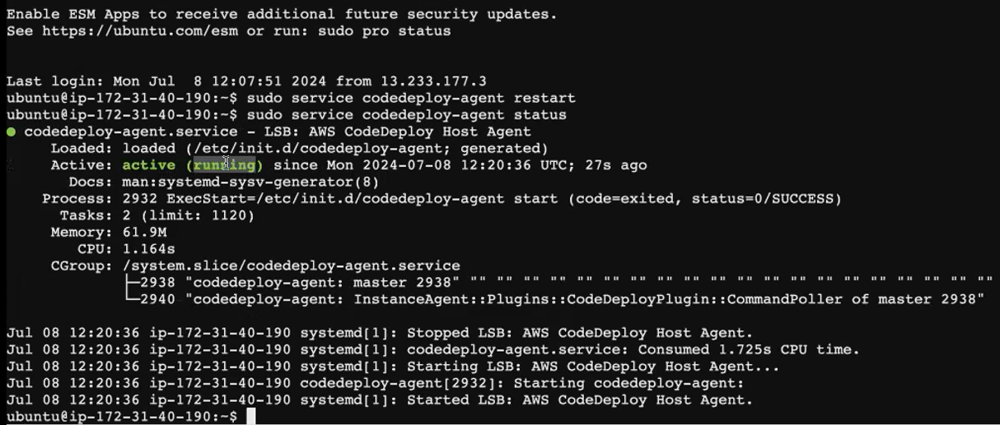 Enable ESM Apps to receive additional future security updates.
See https://ubuntu.com/esm or run: sudo pro status
Last login: Mon Jul  8 12:07:51 2024 from 13.233.177.3
ubuntu@ip-172-31-40-190:~$ sudo service codedeploy-agent restart
ubuntu@ip-172-31-40-190:~$ sudo service codedeploy-agent status
● codedeploy-agent.service - LSB: AWS CodeDeploy Host Agent
     Loaded: loaded (/etc/init.d/codedeploy-agent; generated)
     Active: active (running) since Mon 2024-07-08 12:20:36 UTC; 27s ago
       Docs: man:systemd-sysv-generator(8)
    Process: 2932 ExecStart=/etc/init.d/codedeploy-agent start (code=exited, status=0/SUCCESS)
      Tasks: 2 (limit: 1120)
     Memory: 61.9M
        CPU: 1.164s
     CGroup: /system.slice/codedeploy-agent.service
             ├─2938 "codedeploy-agent: master 2938" "" "" "" "" "" "" "" "" "" "" "" "" "" "" "" "" "" "" "" ""
             └─2940 "codedeploy-agent: InstanceAgent::Plugins::CodeDeployPlugin::CommandPoller of master 2938"
Jul 08 12:20:36 ip-172-31-40-190 systemd[1]: Stopped LSB: AWS CodeDeploy Host Agent.
Jul 08 12:20:36 ip-172-31-40-190 systemd[1]: codedeploy-agent.service: Consumed 1.725s CPU time.
Jul 08 12:20:36 ip-172-31-40-190 systemd[1]: Starting LSB: AWS CodeDeploy Host Agent...
Jul 08 12:20:36 ip-172-31-40-190 codedeploy-agent[2932]: Starting codedeploy-agent:
Jul 08 12:20:36 ip-172-31-40-190 systemd[1]: Started LSB: AWS CodeDeploy Host Agent.
ubuntu@ip-172-31-40-190:~$